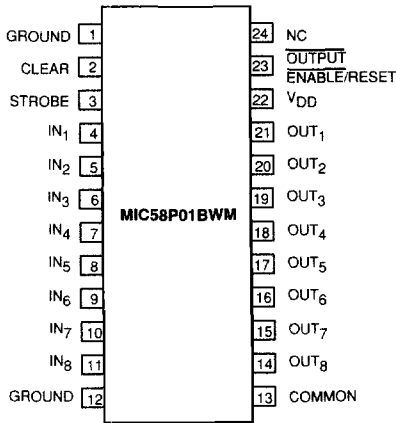 GROUND 1 24 NC
CLEAR 2 23 OUTPUT
ENABLE/RESET
STROBE 3 22 VDD
IN1 4 21 OUT1
IN2 5 20 OUT2
IN3 6 19 OUT3
MIC58P01BWM
IN4 7 18 OUT4
IN5 8 17 OUT5
IN6 9 16 OUT6
IN7 10 15 OUT7
IN8 11 14 OUT8
GROUND 12 13 COMMON